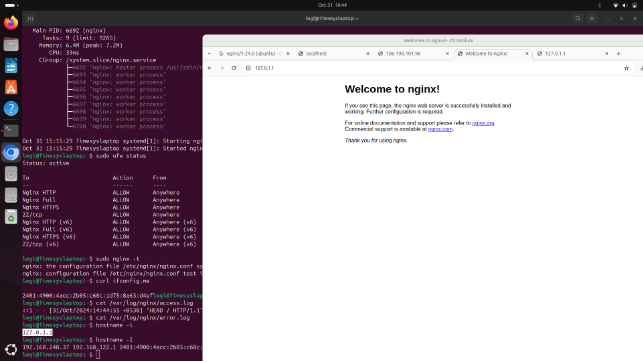 Oct 31 16:44
logi@Timesyslaptop: ~
Main PID: 6692 (nginx)
Tasks: 9 (limit: 9265)
Memory: 6.4M (peak: 7.2M)
CPU: 33ms
CGroup: /system.slice/nginx.service
├─6692 "nginx: master process /usr/sbin/
├─6693 "nginx: worker process"
├─6694 "nginx: worker process"
├─6695 "nginx: worker process"
├─6696 "nginx: worker process"
├─6697 "nginx: worker process"
├─6698 "nginx: worker process"
├─6699 "nginx: worker process"
└─6700 "nginx: worker process"
Oct 31 15:15:29 Timesyslaptop systemd[1]: Starting ng
Oct 31 15:15:29 Timesyslaptop systemd[1]: Started ngi
logi@Timesyslaptop:~$ sudo ufw status
Status: active
To Action From
-- ------ ----
Nginx HTTP ALLOW Anywhere
Nginx Full ALLOW Anywhere
Nginx HTTPS ALLOW Anywhere
22/tcp ALLOW Anywhere
Nginx HTTP (v6) ALLOW Anywhere (v6)
Nginx Full (v6) ALLOW Anywhere (v6)
Nginx HTTPS (v6) ALLOW Anywhere (v6)
22/tcp (v6) ALLOW Anywhere (v6)
logi@Timesyslaptop:~$ sudo nginx -t
nginx: the configuration file /etc/nginx/nginx.conf sy
nginx: configuration file /etc/nginx/nginx.conf test
logi@Timesyslaptop:~$ curl ifconfig.me
2401:4900:4acc:2b05:c68c:1d75:8a63:d4eflogi@Timesyslap
logi@Timesyslaptop:~$ cat /var/log/nginx/access.log
::1 - - [31/Oct/2024:14:44:55 +0530] "HEAD / HTTP/1.1"
logi@Timesyslaptop:~$ cat /var/log/nginx/error.log
logi@Timesyslaptop:~$ hostname -i
127.0.1.1
logi@Timesyslaptop:~$ hostname -I
192.168.240.37 192.168.122.1 2401:4900:4acc:2b05:c68c:
logi@Timesyslaptop:~$
Welcome to nginx! - Chromium
nginx/1.24.0 (ubuntu) - localhost 106.190.101.96 Welcome to nginx! 127.0.1.1
127.0.1.1
Welcome to nginx!
If you see this page, the nginx web server is successfully installed and
working. Further configuration is required.
For online documentation and support please refer to nginx.org.
Commercial support is available at nginx.com.
Thank you for using nginx.